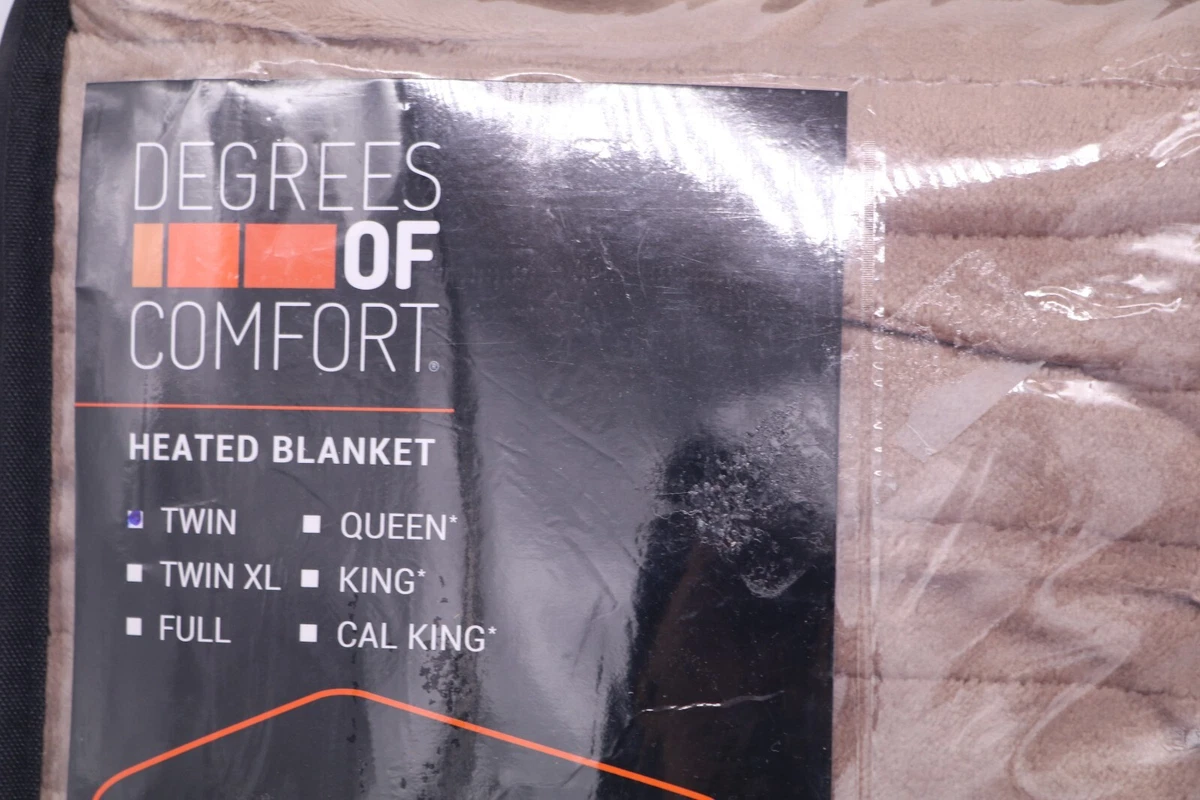 DEGREES
OF
COMFORT®
HEATED BLANKET
TWIN QUEEN*
TWIN XL KING*
FULL CAL KING*